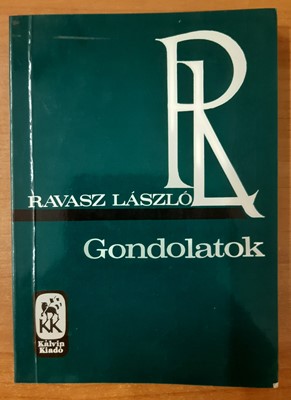 RL
RAVASZ LÁSZLÓ
Gondolatok
KK
Kálvin
Kiadó